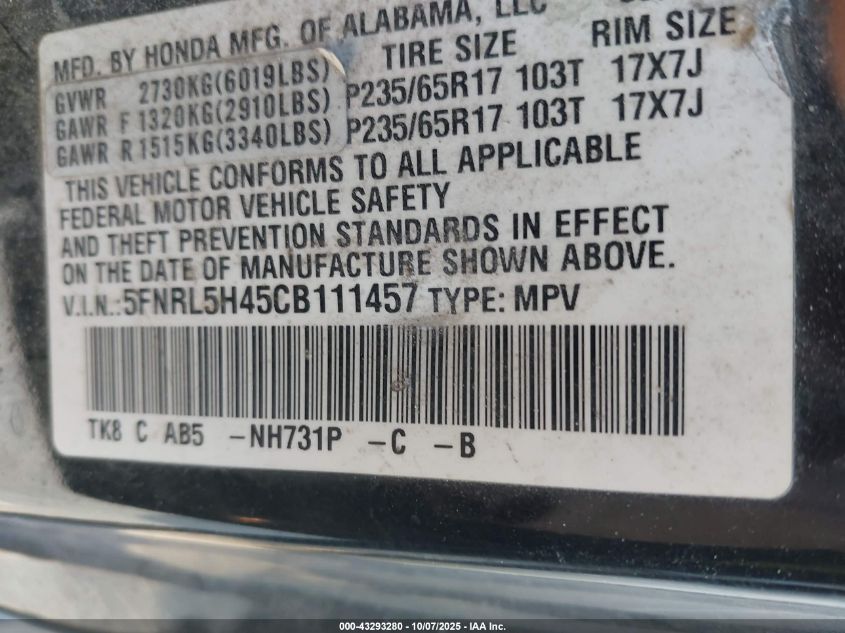 MFD. BY HONDA MFG. OF ALABAMA, LLC
TIRE SIZE RIM SIZE
GVWR 2730KG(6019LBS)
GAWR F 1320KG(2910LBS) P235/65R17 103T 17X7J
GAWR R 1515KG(3340LBS) P235/65R17 103T 17X7J
THIS VEHICLE CONFORMS TO ALL APPLICABLE
FEDERAL MOTOR VEHICLE SAFETY
AND THEFT PREVENTION STANDARDS IN EFFECT
ON THE DATE OF MANUFACTURE SHOWN ABOVE.
V.I.N.:5FNRL5H45CB111457 TYPE: MPV
TK8 C AB5 -NH731P -C -B
000-43293280 - 10/07/2025 - IAA Inc.